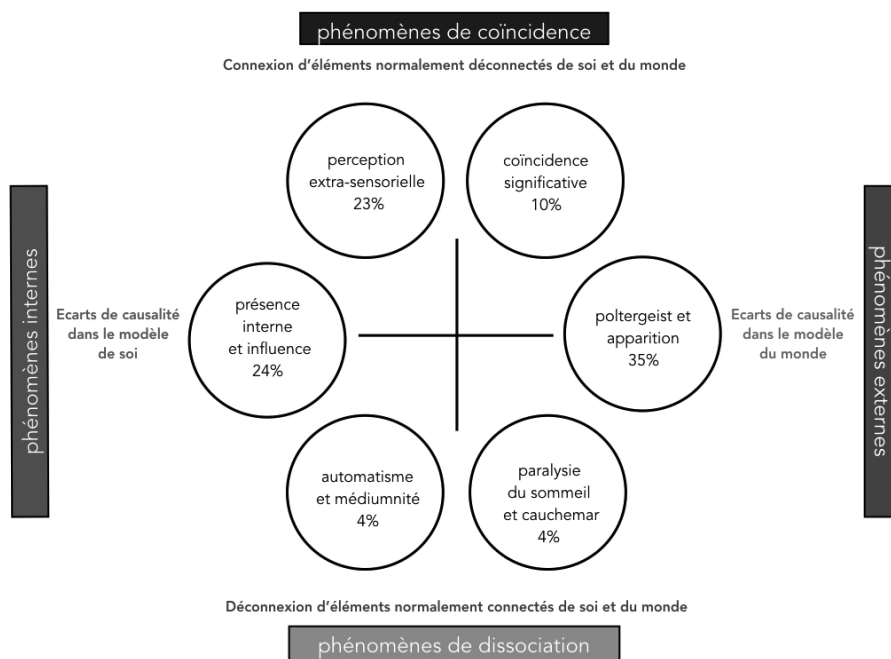 phénomènes de coïncidence
Connexion d'éléments normalement déconnectés de soi et du monde
perception
extra-sensorielle
23%
coïncidence
significative
10%
phénomènes internes
Ecarts de causalité
dans le modèle
de soi
présence
interne
et influence
24%
poltergeist et
apparition
35%
Ecarts de causalité
dans le modèle
du monde
phénomènes externes
automatisme
et médiumnité
4%
paralysie
du sommeil
et cauchemar
4%
Déconnexion d'éléments normalement connectés de soi et du monde
phénomènes de dissociation